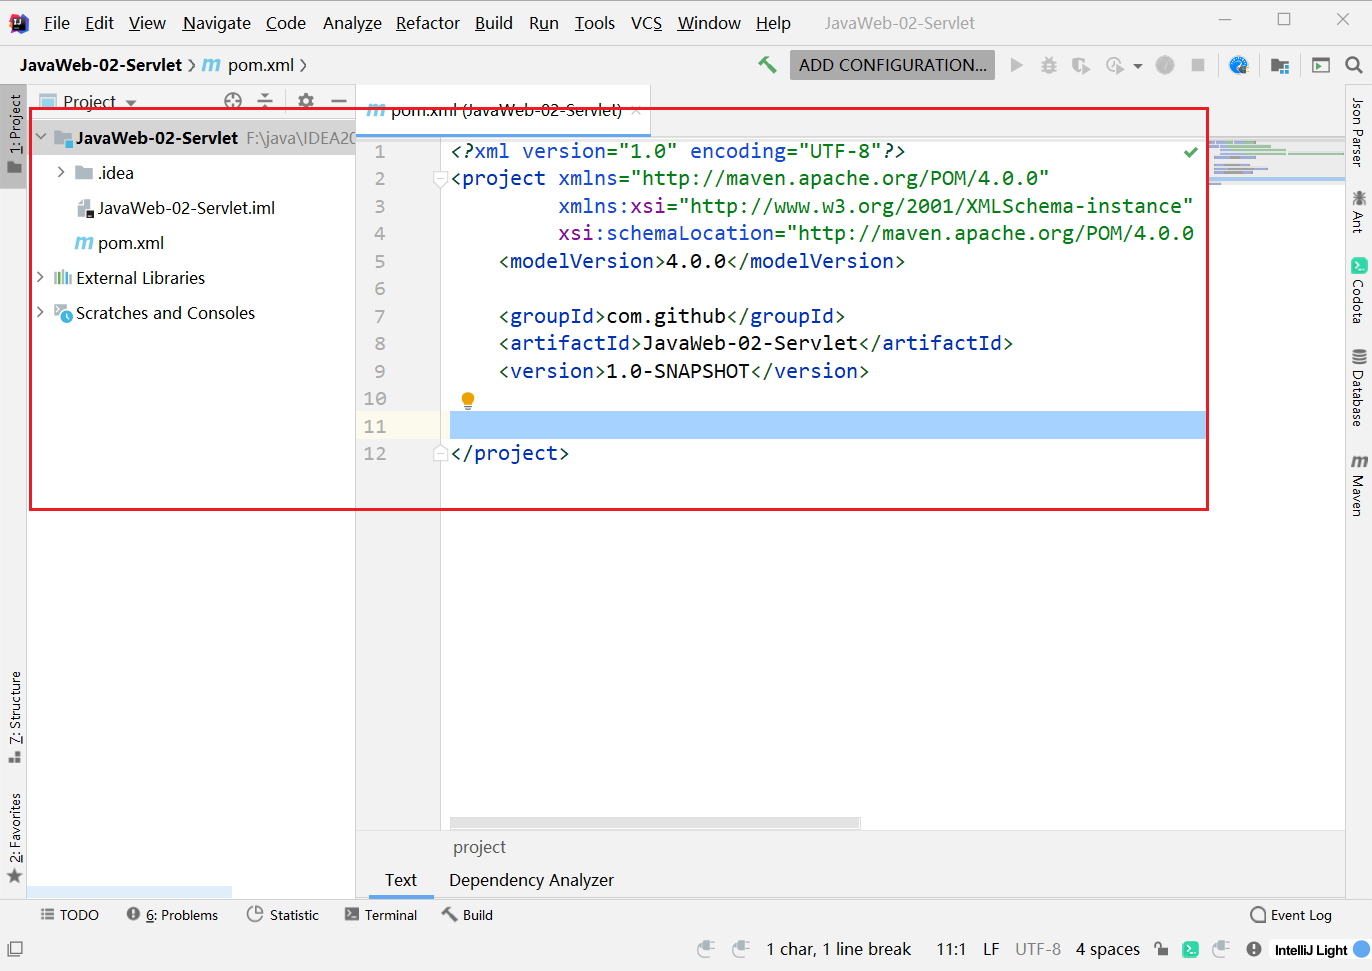 File Edit View Navigate Code Analyze Refactor Build Run Tools VCS Window Help JavaWeb-02-Servlet
JavaWeb-02-Servlet pom.xml ADD CONFIGURATION...
Project
pom.xml (JavaWeb-02-Servlet)
1: Project
JavaWeb-02-Servlet F:\java\IDEA20
.idea
JavaWeb-02-Servlet.iml
pom.xml
External Libraries
Scratches and Consoles
1 <?xml version="1.0" encoding="UTF-8"?>
2 <project xmlns="http://maven.apache.org/POM/4.0.0"
3 xmlns:xsi="http://www.w3.org/2001/XMLSchema-instance"
4 xsi:schemaLocation="http://maven.apache.org/POM/4.0.0
5 <modelVersion>4.0.0</modelVersion>
6
7 <groupId>com.github</groupId>
8 <artifactId>JavaWeb-02-Servlet</artifactId>
9 <version>1.0-SNAPSHOT</version>
10
11
12 </project>
Json Parser
Ant
Codota
Database
Maven
7: Structure
2: Favorites
project
Text Dependency Analyzer
TODO 6: Problems Statistic Terminal Build Event Log
1 char, 1 line break 11:1 LF UTF-8 4 spaces IntelliJ Light